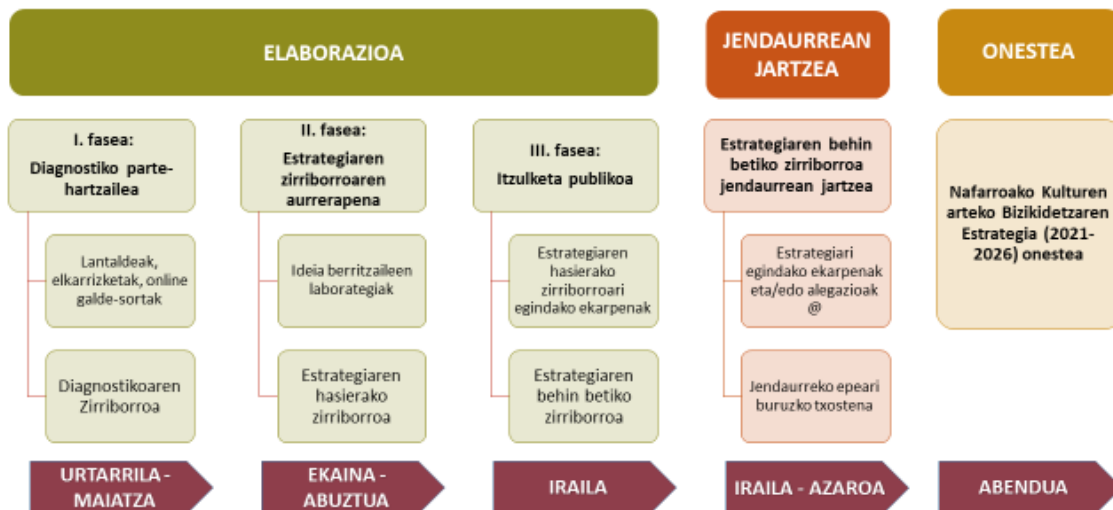 ELABORAZIOA
JENDAURREAN
JARTZEA
ONESTEA
I. fasea:
Diagnostiko parte-
hartzailea
II. fasea:
Estrategiaren
zirriborroaren
aurrerapena
III. fasea:
Itzulketa publikoa
Estrategiaren behin
betiko zirriborroa
jendaurrean jartzea
Nafarroako Kulturen
arteko Bizikidetzaren
Estrategia (2021-
2026) onestea
Lantaldeak,
elkarrizketak, online
galde-sortak
Ideia berritzaileen
laborategiak
Estrategiaren
hasierako
zirriborroari
egindako ekarpenak
Estrategiari
egindako ekarpenak
eta/edo alegazioak
@
Diagnostikoaren
Zirriborroa
Estrategiaren
hasierako
zirriborroa
Estrategiaren
behin betiko
zirriborroa
Jendaurreko epeari
buruzko txostena
URTARRILA -
MAIATZA
EKAINA -
ABUZTUA
IRAILA
IRAILA - AZAROA
ABENDUA